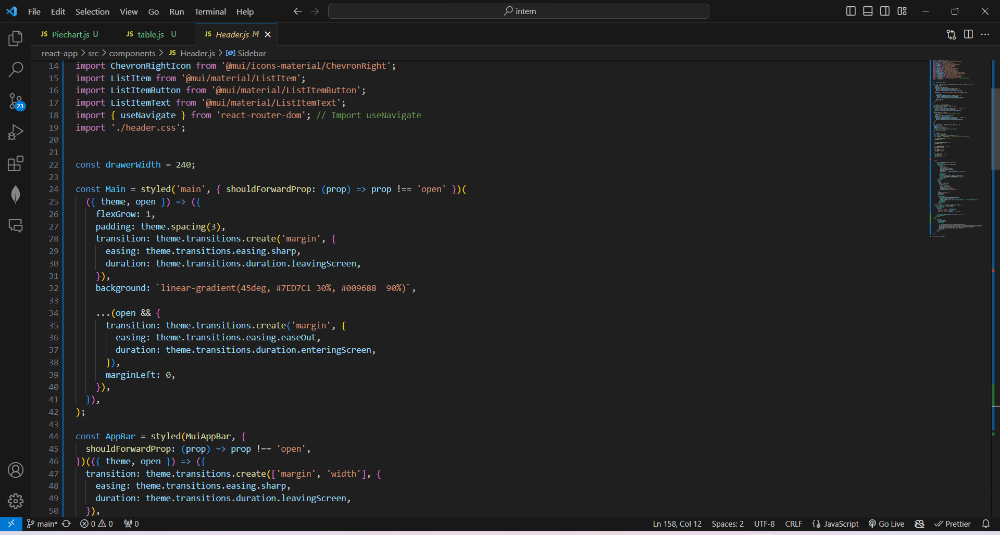 File Edit Selection View Go Run Terminal Help
intern
JS Piechart.js U
JS table.js U
JS Header.js M
react-app > src > components > JS Header.js > Sidebar
14 import ChevronRightIcon from '@mui/icons-material/ChevronRight';
15 import ListItem from '@mui/material/ListItem';
16 import ListItemButton from '@mui/material/ListItemButton';
17 import ListItemText from '@mui/material/ListItemText';
18 import { useNavigate } from 'react-router-dom'; // Import useNavigate
19 import './header.css';
20
21
22 const drawerWidth = 240;
23
24 const Main = styled('main', { shouldForwardProp: (prop) => prop !== 'open' })(
25   ({ theme, open }) => ({
26     flexGrow: 1,
27     padding: theme.spacing(3),
28     transition: theme.transitions.create('margin', {
29       easing: theme.transitions.easing.sharp,
30       duration: theme.transitions.duration.leavingScreen,
31     }),
32     background: `linear-gradient(45deg, #7ED7C1 30%, #009688  90%)`,
33
34     ...(open && {
35       transition: theme.transitions.create('margin', {
36         easing: theme.transitions.easing.easeOut,
37         duration: theme.transitions.duration.enteringScreen,
38       }),
39       marginLeft: 0,
40     }),
41   }),
42 );
43
44 const AppBar = styled(MuiAppBar, {
45   shouldForwardProp: (prop) => prop !== 'open',
46 })(({ theme, open }) => ({
47   transition: theme.transitions.create(['margin', 'width'], {
48     easing: theme.transitions.easing.sharp,
49     duration: theme.transitions.duration.leavingScreen,
50   }),
23
main* 0 0 0
Ln 158, Col 12 Spaces: 2 UTF-8 CRLF JavaScript Go Live Prettier